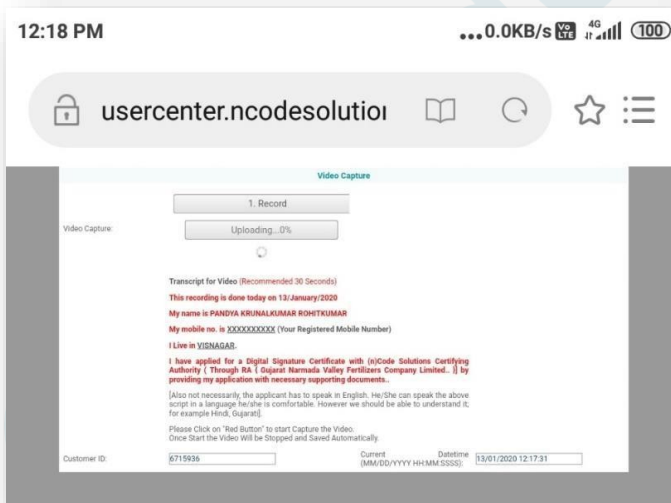 12:18 PM ...0.0KB/s Vo LTE 4G 100
usercenter.ncodesolution
Video Capture
1. Record
Video Capture: Uploading...0%
Transcript for Video (Recommended 30 Seconds)
This recording is done today on 13/January/2020
My name is PANDYA KRUNALKUMAR ROHITKUMAR
My mobile no. is XXXXXXXXXX (Your Registered Mobile Number)
I Live in VISNAGAR.
I have applied for a Digital Signature Certificate with (n)Code Solutions Certifying
Authority ( Through RA { Gujarat Narmada Valley Fertilizers Company Limited.. }] by
providing my application with necessary supporting documents..
[Also not necessarily, the applicant has to speak in English. He/She can speak the above
script in a language he/she is comfortable. However we should be able to understand it;
for example Hindi, Gujarati].
Please Click on "Red Button" to start Capture the Video.
Once Start the Video Will be Stopped and Saved Automatically.
Customer ID: 6715936 Current Datetime
(MM/DD/YYYY HH:MM:SSSS): 13/01/2020 12:17:31